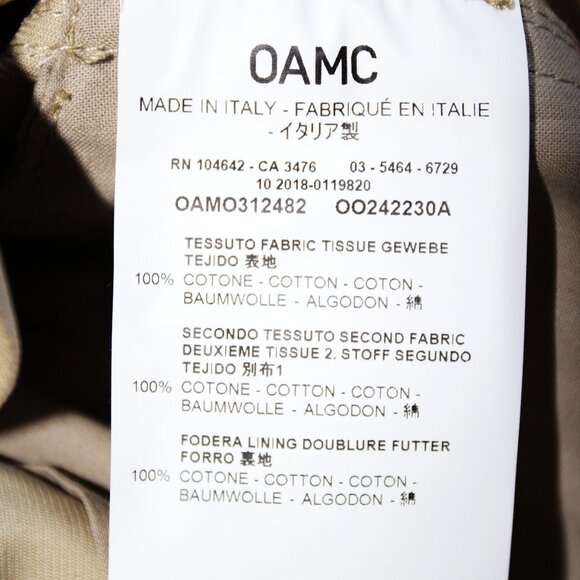 OAMC
MADE IN ITALY - FABRIQUÉ EN ITALIE
- イタリア製
RN 104642 - CA 3476 03 - 5464 - 6729
10 2018-0119820
OAMO312482 OO242230A
TESSUTO FABRIC TISSUE GEWEBE
TEJIDO 表地
100% COTONE - COTTON - COTON -
BAUMWOLLE - ALGODON - 綿
SECONDO TESSUTO SECOND FABRIC
DEUXIEME TISSUE 2. STOFF SEGUNDO
TEJIDO 別布1
100% COTONE - COTTON - COTON -
BAUMWOLLE - ALGODON - 綿
FODERA LINING DOUBLURE FUTTER
FORRO 裏地
100% COTONE - COTTON - COTON -
BAUMWOLLE - ALGODON - 綿